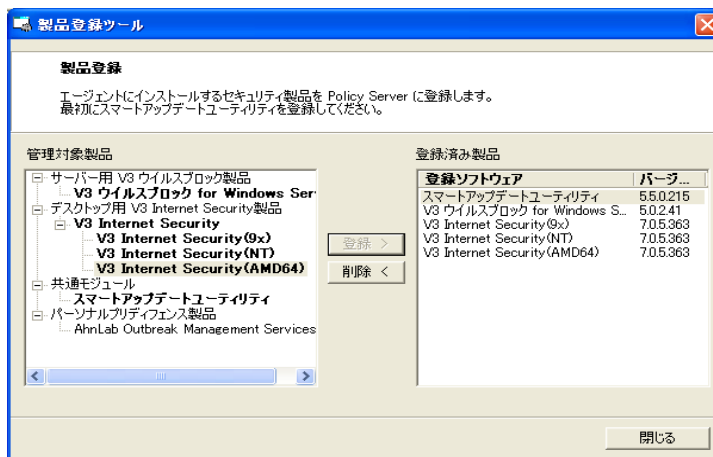 製品登録ツール
製品登録
エージェントにインストールするセキュリティ製品を Policy Server に登録します。
最初にスマートアップデートユーティリティを登録してください。
管理対象製品
サーバー用 V3 ウイルスブロック製品
V3 ウイルスブロック for Windows Ser
デスクトップ用 V3 Internet Security製品
V3 Internet Security
V3 Internet Security(9x)
V3 Internet Security(NT)
V3 Internet Security(AMD64)
共通モジュール
スマートアップデートユーティリティ
パーソナルプリディフェンス製品
AhnLab Outbreak Management Services
登録 >
削除 <
登録済み製品
登録ソフトウェア バージ...
スマートアップデートユーティリティ 5.5.0.215
V3 ウイルスブロック for Windows S... 5.0.2.41
V3 Internet Security(9x) 7.0.5.363
V3 Internet Security(NT) 7.0.5.363
V3 Internet Security(AMD64) 7.0.5.363
閉じる